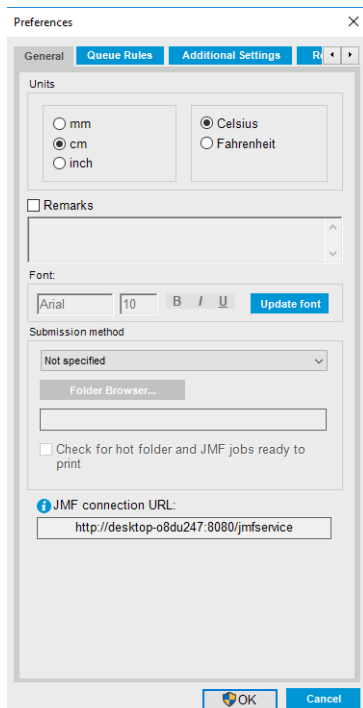 Preferences
General Queue Rules Additional Settings
Units
mm
cm
inch
Celsius
Fahrenheit
Remarks
Font:
Arial 10 B I U Update font
Submission method
Not specified
Folder Browser...
Check for hot folder and JMF jobs ready to
print
JMF connection URL:
http://desktop-o8du247:8080/jmfservice
OK Cancel